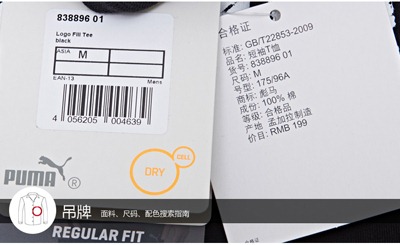 838896 01
Logo Fill Tee
black
ASIA
M
EAN-13
Mens
4 056205 004639
DRY
CELL
PUMA
合格证
标准: GB/T22853-2009
品名: 短袖T恤
货号: 838896 01
尺码: M
型号: 175/96A
商标: 彪马
成份: 100% 棉
等级: 合格品
产地 孟加拉制造
价目: RMB 199
吊牌
面料、尺码、配色搜索指南
REGULAR FIT